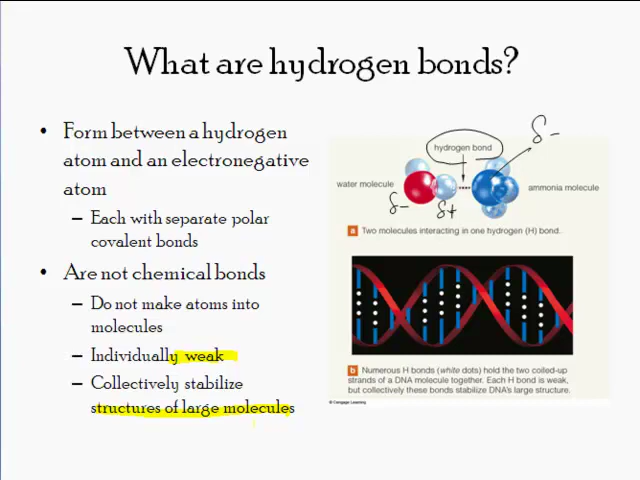 What are hydrogen bonds?
• Form between a hydrogen
atom and an electronegative
atom
– Each with separate polar
covalent bonds
• Are not chemical bonds
– Do not make atoms into
molecules
– Individually weak
– Collectively stabilize
structures of large molecules
δ-
hydrogen bond
water molecule
ammonia molecule
δ-
δ+
a Two molecules interacting in one hydrogen (H) bond.
b Numerous H bonds (white dots) hold the two coiled-up
strands of a DNA molecule together. Each H bond is weak,
but collectively these bonds stabilize DNA's large structure.
© Cengage Learning